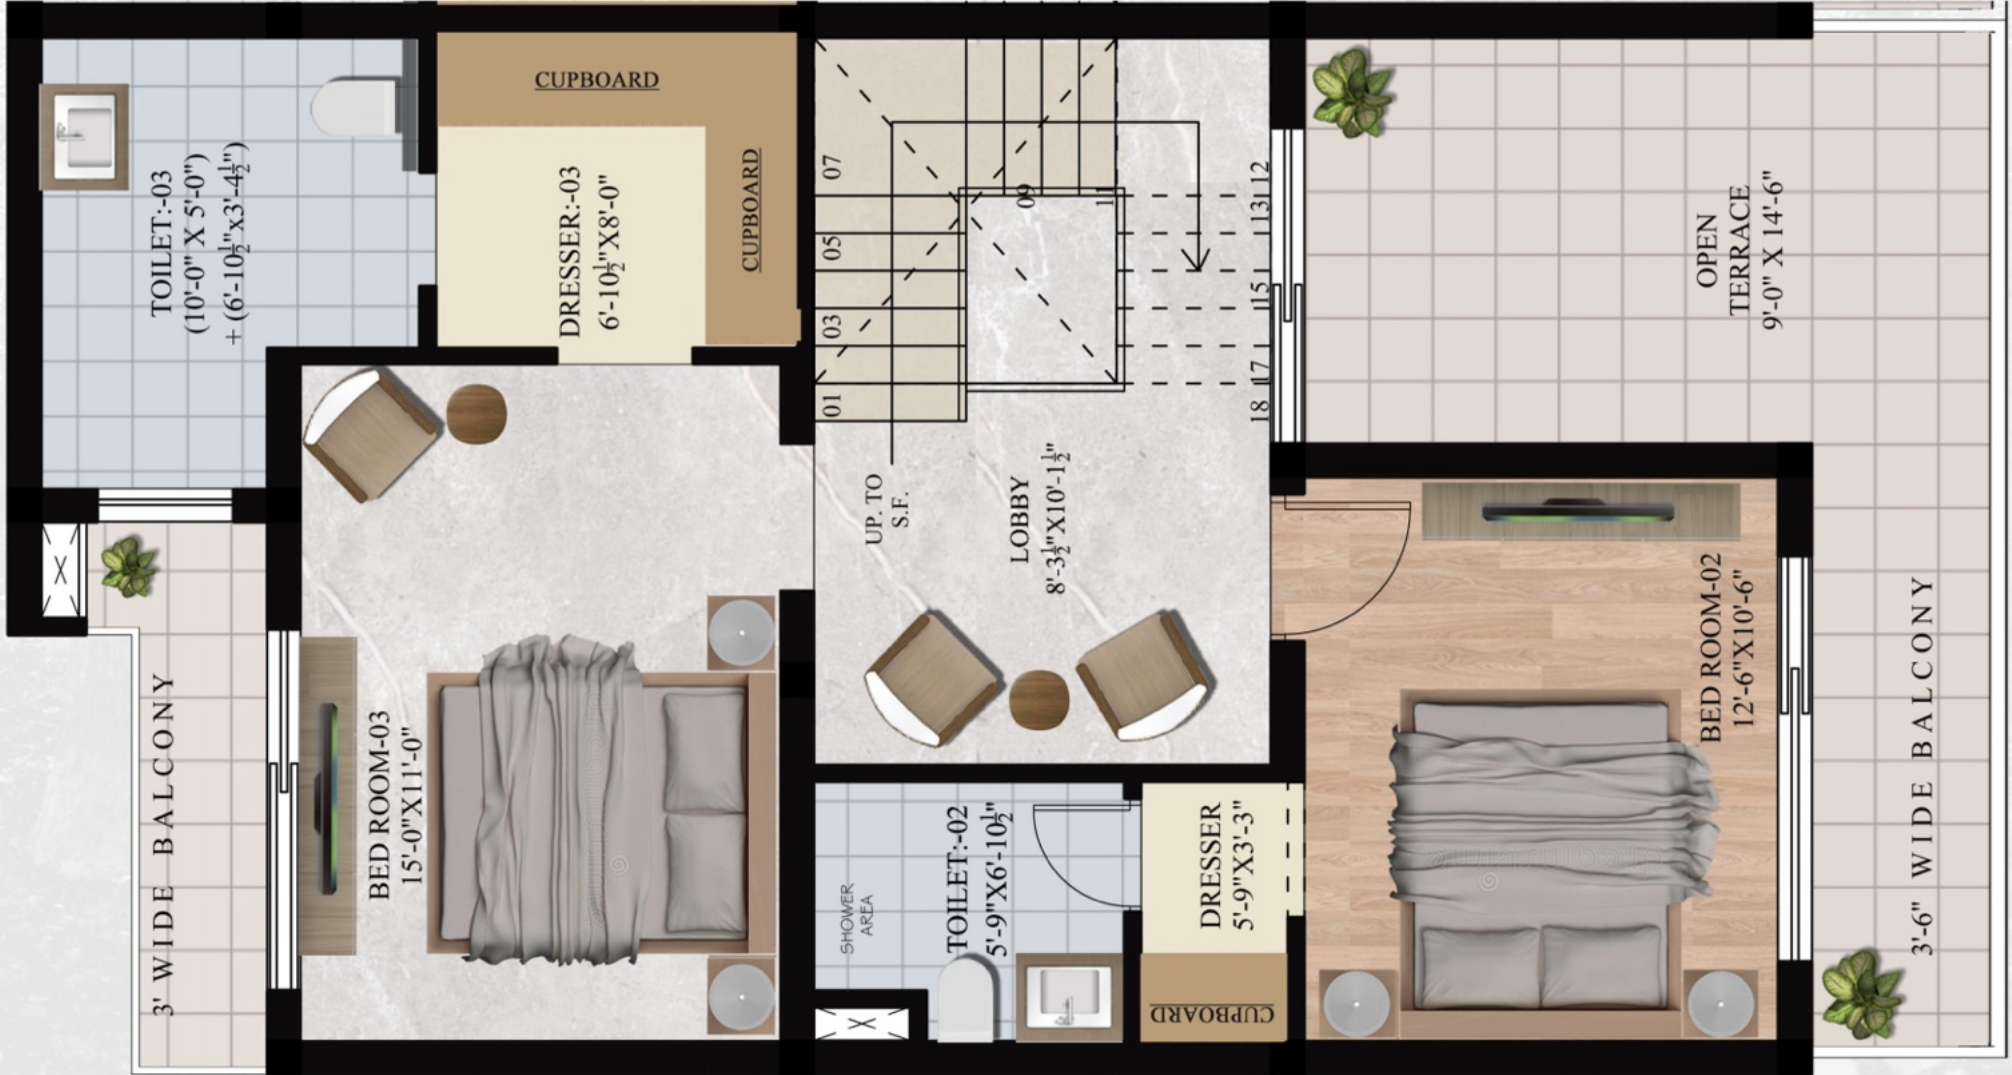 CUPBOARD
CUPBOARD
TOILET:-03
(10'-0" X 5'-0")
+ (6'-10½"x3'-4½")
DRESSER:-03
6'-10½"X8'-0"
07
05
03
01
09
11
12
13
15
17
18
UP. TO
S.F.
LOBBY
8'-3½"X10'-1½"
OPEN
TERRACE
9'-0" X 14'-6"
BED ROOM-02
12'-6"X10'-6"
3'-6" WIDE BALCONY
3' WIDE BALCONY
BED ROOM-03
15'-0"X11'-0"
SHOWER
AREA
TOILET:-02
5'-9"X6'-10½"
DRESSER
5'-9"X3'-3"
CUPBOARD